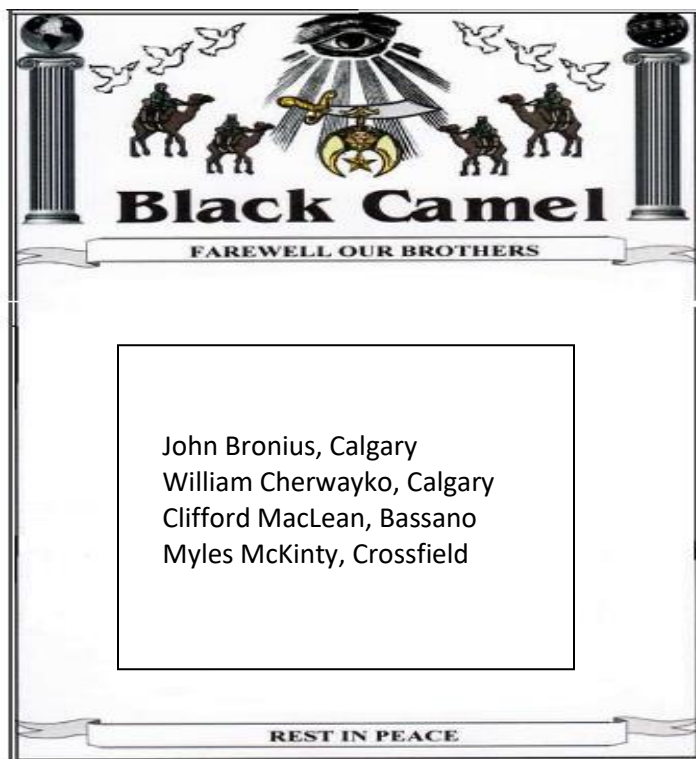 Black Camel
FAREWELL OUR BROTHERS
John Bronius, Calgary
William Cherwayko, Calgary
Clifford MacLean, Bassano
Myles McKinty, Crossfield
REST IN PEACE